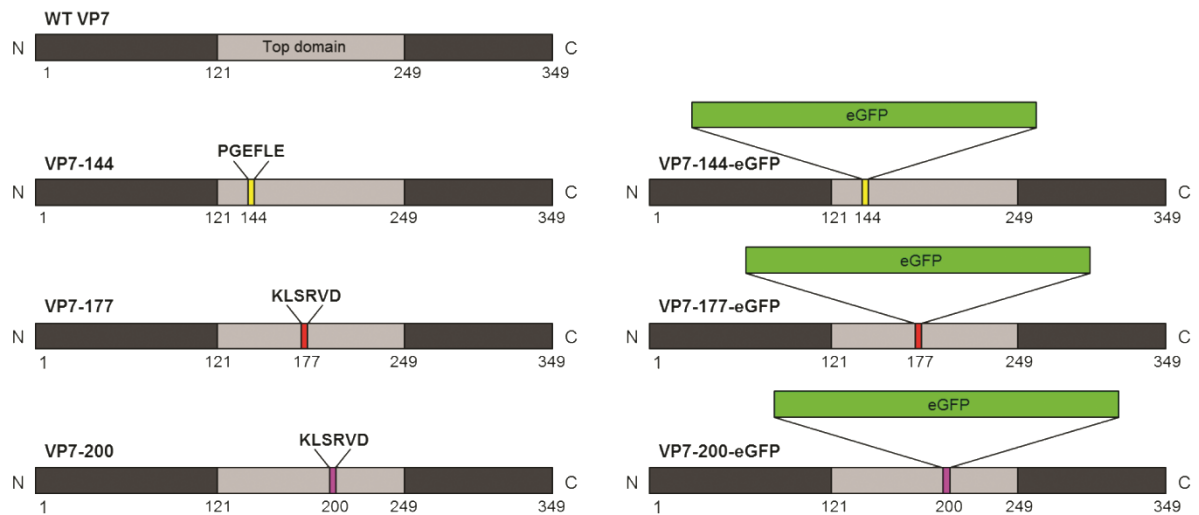 WT VP7
N Top domain C
1 121 249 349
eGFP
VP7-144 PGEFLE
N C
1 121 144 249 349
VP7-144-eGFP
N C
1 121 144 249 349
eGFP
VP7-177 KLSRVD
N C
1 121 177 249 349
VP7-177-eGFP
N C
1 121 177 249 349
eGFP
VP7-200 KLSRVD
N C
1 121 200 249 349
VP7-200-eGFP
N C
1 121 200 249 349